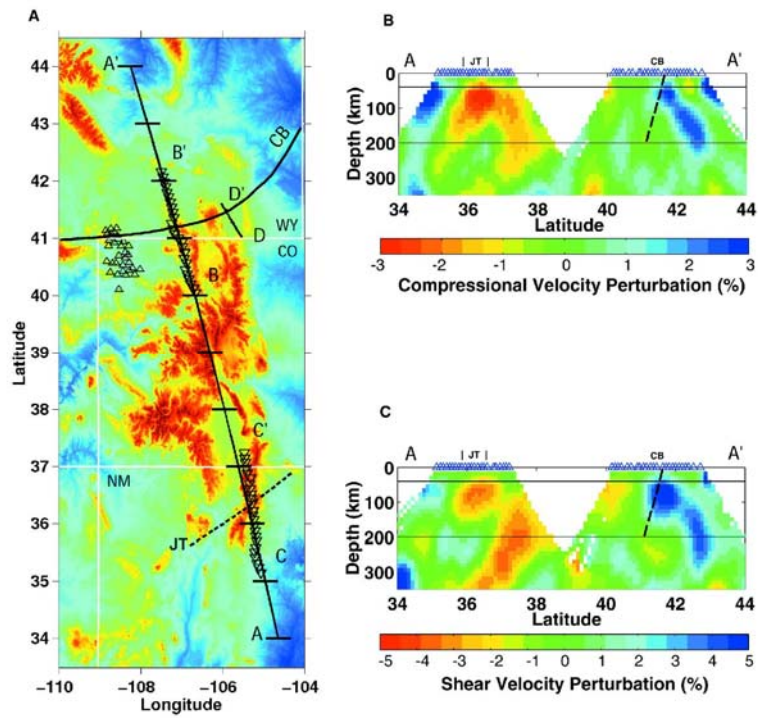 A
A'
B'
CB
D'
D
WY
CO
B
C'
NM
JT
C
A
44
43
42
41
40
39
38
37
36
35
34
Latitude
−110
−108
−106
−104
Longitude
B
A
| JT |
CB
A'
0
100
200
300
Depth (km)
34
36
38
40
42
44
Latitude
-3
-2
-1
0
1
2
3
Compressional Velocity Perturbation (%)
C
A
| JT |
CB
A'
0
100
200
300
Depth (km)
34
36
38
40
42
44
Latitude
-5
-4
-3
-2
-1
0
1
2
3
4
5
Shear Velocity Perturbation (%)